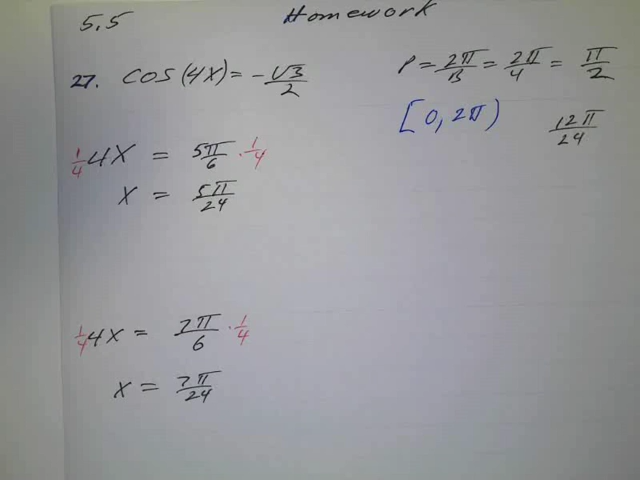 5.5 Homework
27. COS(4X) = -√3/2
P = 2π/B = 2π/4 = π/2
[0, 2π) 12π/24
1/4 4X = 5π/6 · 1/4
X = 5π/24
1/4 4X = 7π/6 · 1/4
X = 7π/24